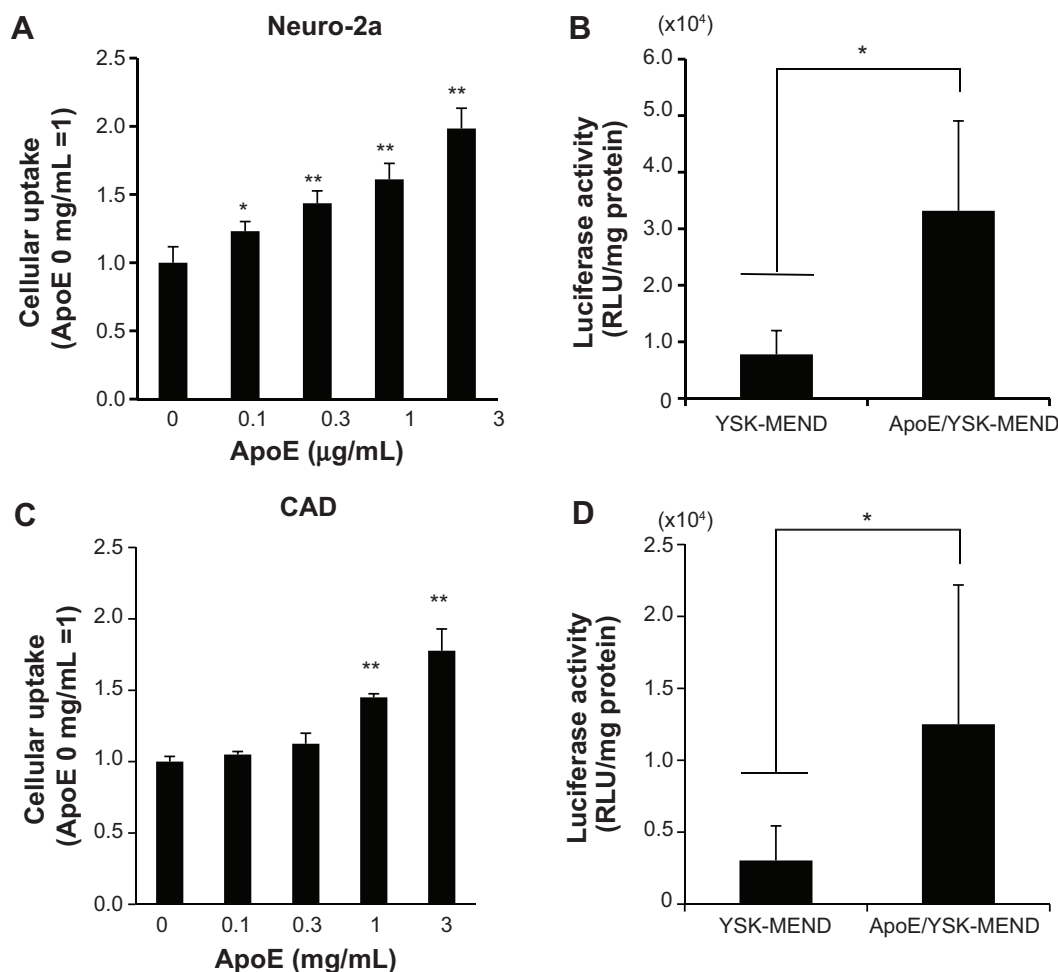 A
Neuro-2a
Cellular uptake
(ApoE 0 mg/mL =1)
2.5
2.0
1.5
1.0
0.5
0.0
*
**
**
**
0
0.1
0.3
1
3
ApoE (μg/mL)
B
(x10⁴)
Luciferase activity
(RLU/mg protein)
6.0
5.0
4.0
3.0
2.0
1.0
0
*
YSK-MEND
ApoE/YSK-MEND
C
CAD
Cellular uptake
(ApoE 0 mg/mL =1)
2.5
2.0
1.5
1.0
0.5
0.0
**
**
0
0.1
0.3
1
3
ApoE (mg/mL)
D
(x10⁴)
Luciferase activity
(RLU/mg protein)
2.5
2.0
1.5
1.0
0.5
0
*
YSK-MEND
ApoE/YSK-MEND